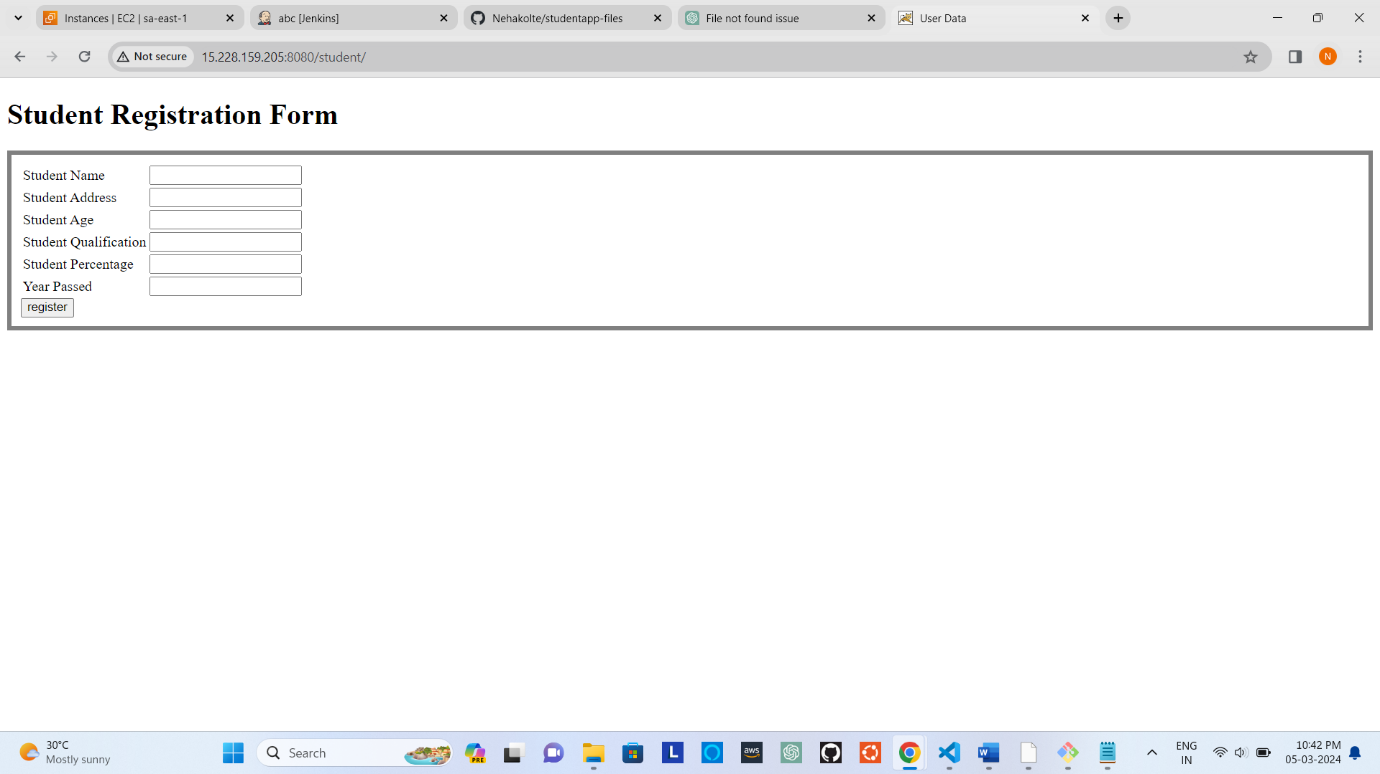 Instances | EC2 | sa-east-1
abc [Jenkins]
Nehakolte/studentapp-files
File not found issue
User Data
Not secure
15.228.159.205:8080/student/
N
Student Registration Form
Student Name
Student Address
Student Age
Student Qualification
Student Percentage
Year Passed
register
30°C
Mostly sunny
Search
PRE
L
aws
W
ENG
IN
10:42 PM
05-03-2024